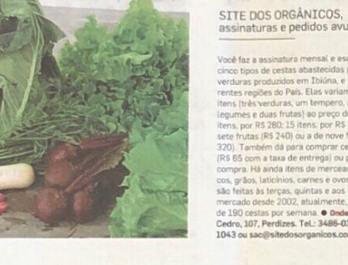 SITE DOS ORGÂNICOS,
assinaturas e pedidos avu
Você faz a assinatura mensal e es
cinco tipos de cestas abastecidas
verduras produzidos em Ibiúna, e
rentes regiões do País. Elas varian
itens (três verduras, um tempero,
legumes e duas frutas) ao preço d
itens, por R$ 280; 15 itens, por R$
sete frutas (R$ 240) ou a de nove f
320). Também dá para comprar ce
(R$ 65 com a taxa de entrega) ou p
compra. Há ainda itens de mercear
cos, grãos, laticínios, carnes e ovo
são feitas às terças, quintas e aos
mercado desde 2002, atualmente,
de 190 cestas por semana. ● Onde
Cedro, 107, Perdizes. Tel.: 3486-0
1043 ou sac@sitedosorganicos.co